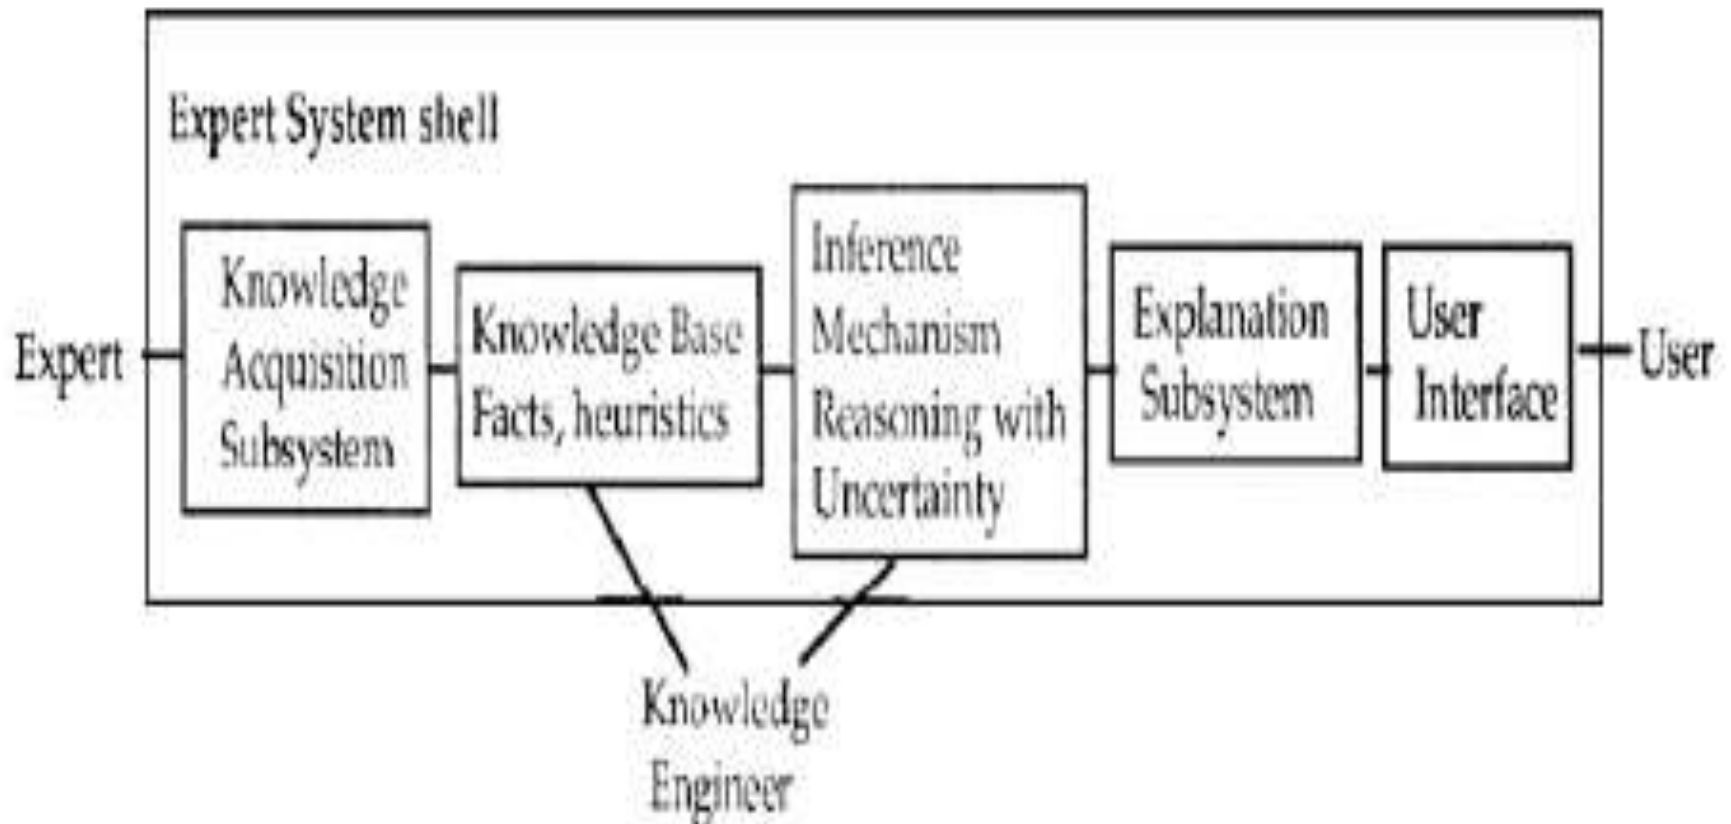 Expert System shell
Expert
Knowledge
Acquisition
Subsystem
Knowledge Base
Facts, heuristics
Inference
Mechanism
Reasoning with
Uncertainty
Explanation
Subsystem
User
Interface
User
Knowledge
Engineer